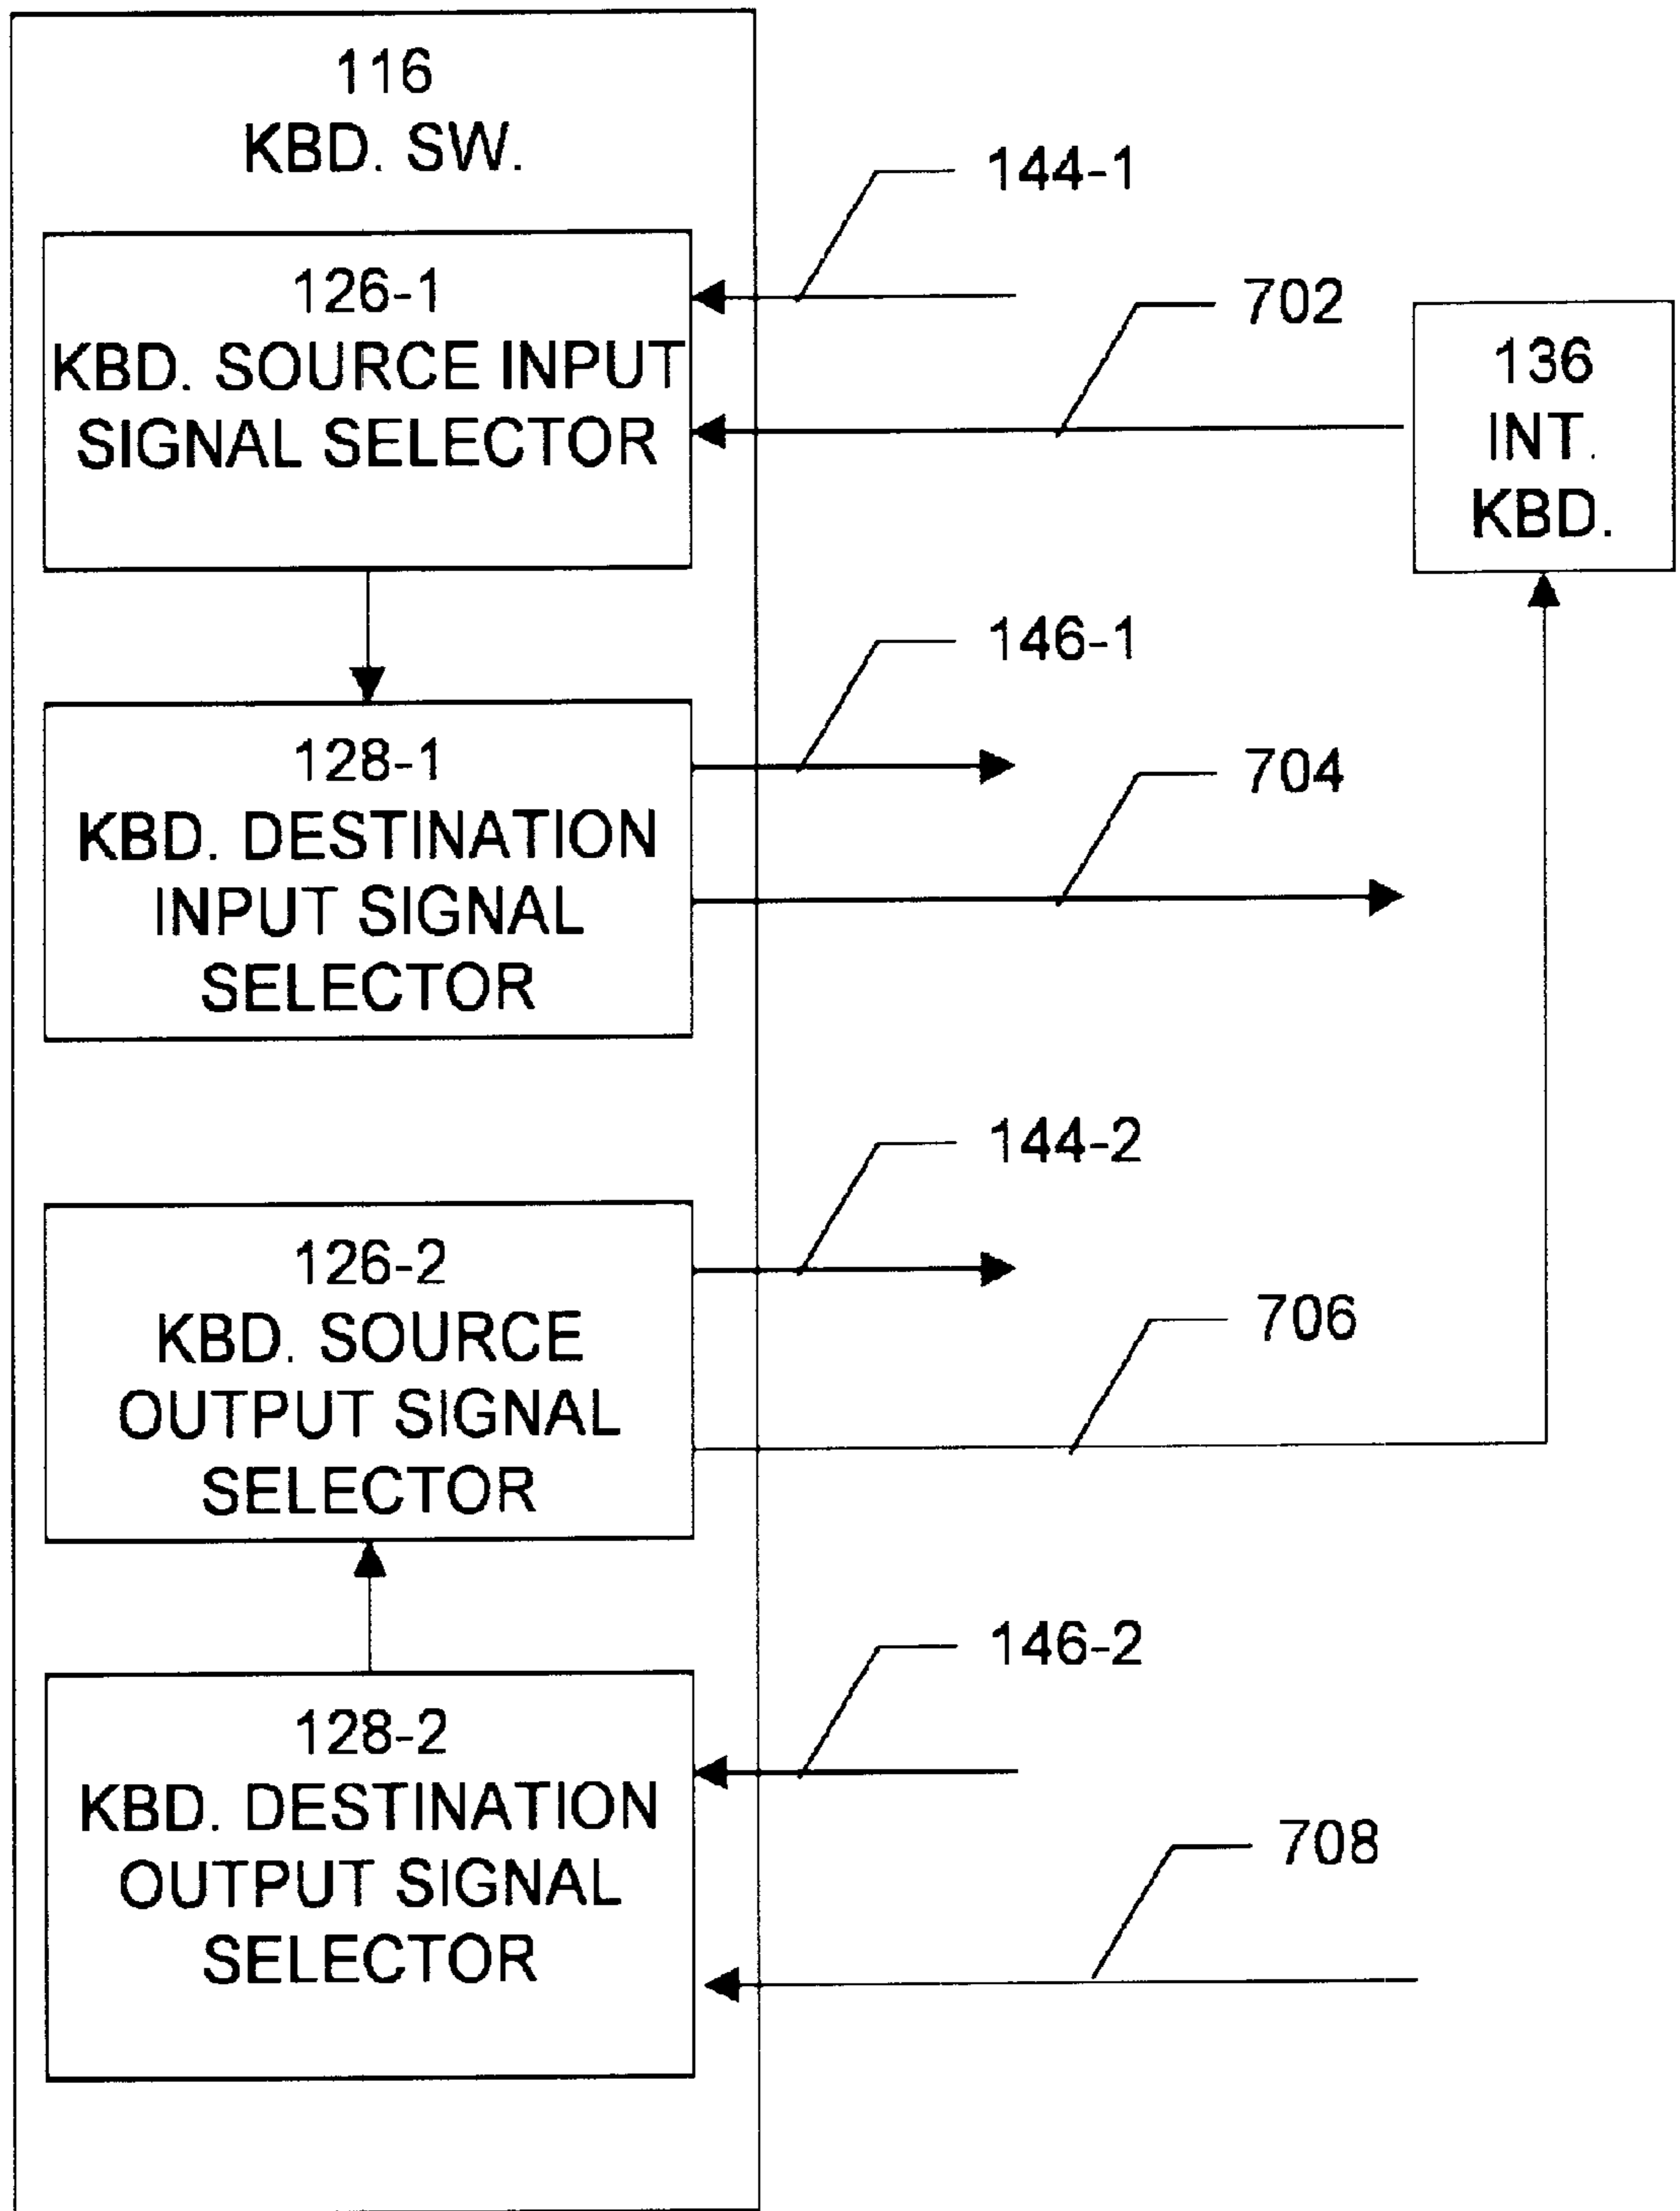 116
KBD. SW.
144-1
126-1
KBD. SOURCE INPUT
SIGNAL SELECTOR
702
136
INT.
KBD.
146-1
128-1
KBD. DESTINATION
INPUT SIGNAL
SELECTOR
704
144-2
126-2
KBD. SOURCE
OUTPUT SIGNAL
SELECTOR
706
146-2
128-2
KBD. DESTINATION
OUTPUT SIGNAL
SELECTOR
708